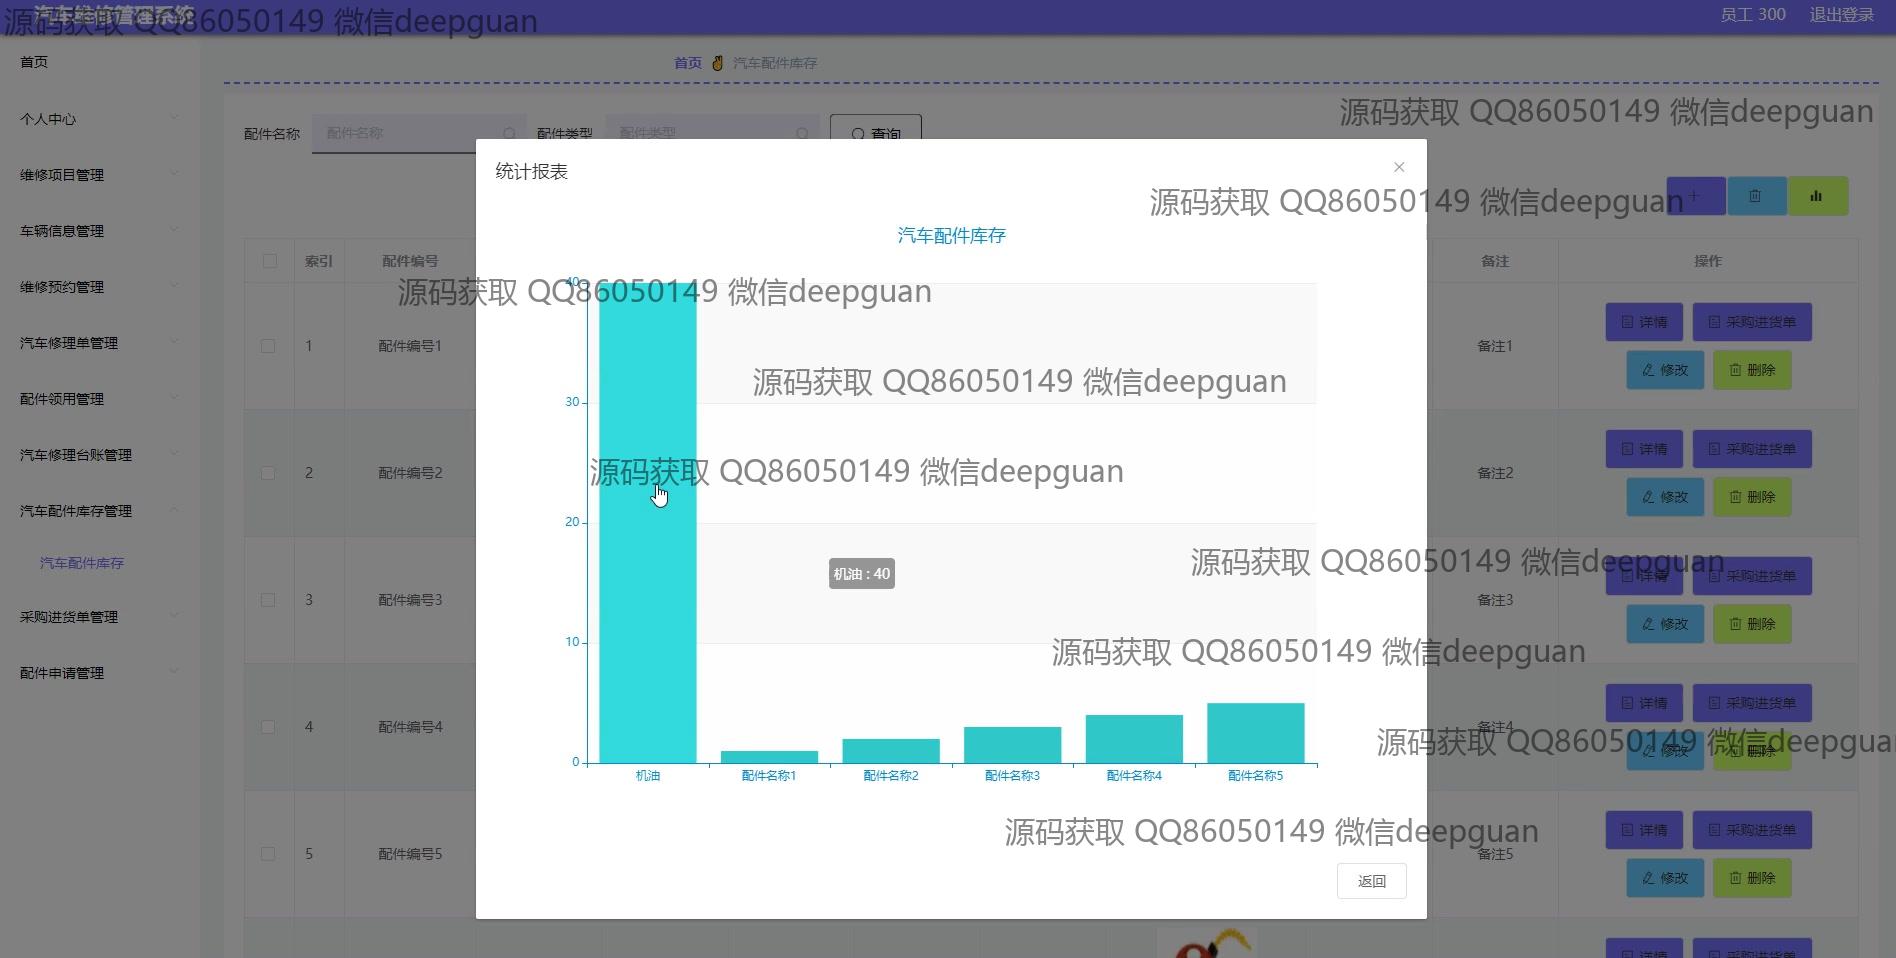 汽车维修管理系统
源码获取 QQ86050149 微信deepguan
员工 300
退出登录
首页
个人中心
维修项目管理
车辆信息管理
维修预约管理
汽车修理单管理
配件领用管理
汽车修理台账管理
汽车配件库存管理
汽车配件库存
采购进货单管理
配件申请管理
首页 汽车配件库存
源码获取 QQ86050149 微信deepguan
配件名称 配件名称 配件类型 配件类型 查询
统计报表
源码获取 QQ86050149 微信deepguan
汽车配件库存
索引 配件编号 备注 操作
源码获取 QQ86050149 微信deepguan
40
30
20
10
0
源码获取 QQ86050149 微信deepguan
源码获取 QQ86050149 微信deepguan
机油 : 40
源码获取 QQ86050149 微信deepguan
源码获取 QQ86050149 微信deepguan
源码获取 QQ86050149 微信deepguan
机油 配件名称1 配件名称2 配件名称3 配件名称4 配件名称5
源码获取 QQ86050149 微信deepguan
返回
1 配件编号1 备注1 详情 采购进货单
修改 删除
2 配件编号2 备注2 详情 采购进货单
修改 删除
3 配件编号3 备注3 详情 采购进货单
修改 删除
4 配件编号4 备注4 详情 采购进货单
修改 删除
5 配件编号5 备注5 详情 采购进货单
修改 删除
详情 采购进货单